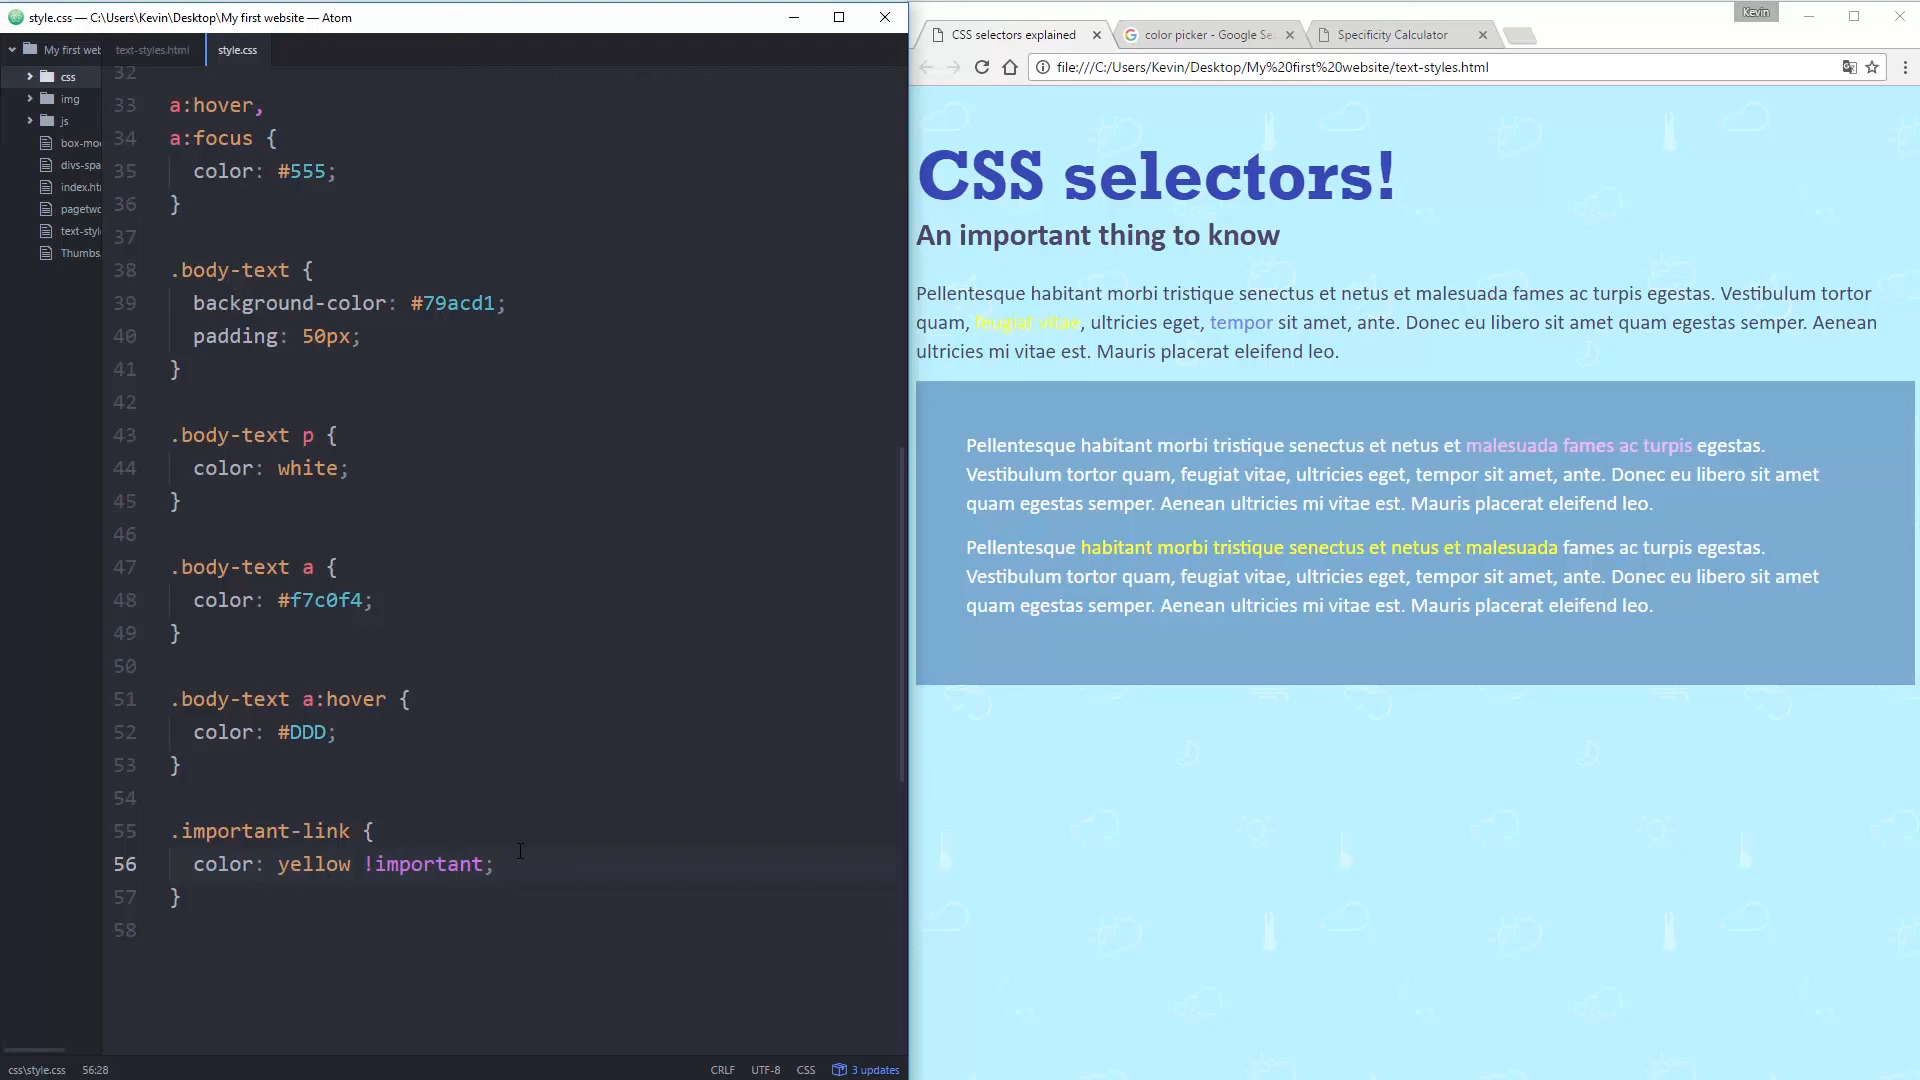 style.css — C:\Users\Kevin\Desktop\My first website — Atom
My first web
css
img
js
box-mo
divs-spa
index.ht
pagetwo
text-styl
Thumbs.
text-styles.html
style.css
32
33 a:hover,
34 a:focus {
35 color: #555;
36 }
37
38 .body-text {
39 background-color: #79acd1;
40 padding: 50px;
41 }
42
43 .body-text p {
44 color: white;
45 }
46
47 .body-text a {
48 color: #f7c0f4;
49 }
50
51 .body-text a:hover {
52 color: #DDD;
53 }
54
55 .important-link {
56 color: yellow !important;
57 }
58
css\style.css 56:28
CRLF UTF-8 CSS 3 updates
Kevin
CSS selectors explained
color picker - Google Se
Specificity Calculator
file:///C:/Users/Kevin/Desktop/My%20first%20website/text-styles.html
CSS selectors!
An important thing to know
Pellentesque habitant morbi tristique senectus et netus et malesuada fames ac turpis egestas. Vestibulum tortor
quam, feugiat vitae, ultricies eget, tempor sit amet, ante. Donec eu libero sit amet quam egestas semper. Aenean
ultricies mi vitae est. Mauris placerat eleifend leo.
Pellentesque habitant morbi tristique senectus et netus et malesuada fames ac turpis egestas.
Vestibulum tortor quam, feugiat vitae, ultricies eget, tempor sit amet, ante. Donec eu libero sit amet
quam egestas semper. Aenean ultricies mi vitae est. Mauris placerat eleifend leo.
Pellentesque habitant morbi tristique senectus et netus et malesuada fames ac turpis egestas.
Vestibulum tortor quam, feugiat vitae, ultricies eget, tempor sit amet, ante. Donec eu libero sit amet
quam egestas semper. Aenean ultricies mi vitae est. Mauris placerat eleifend leo.